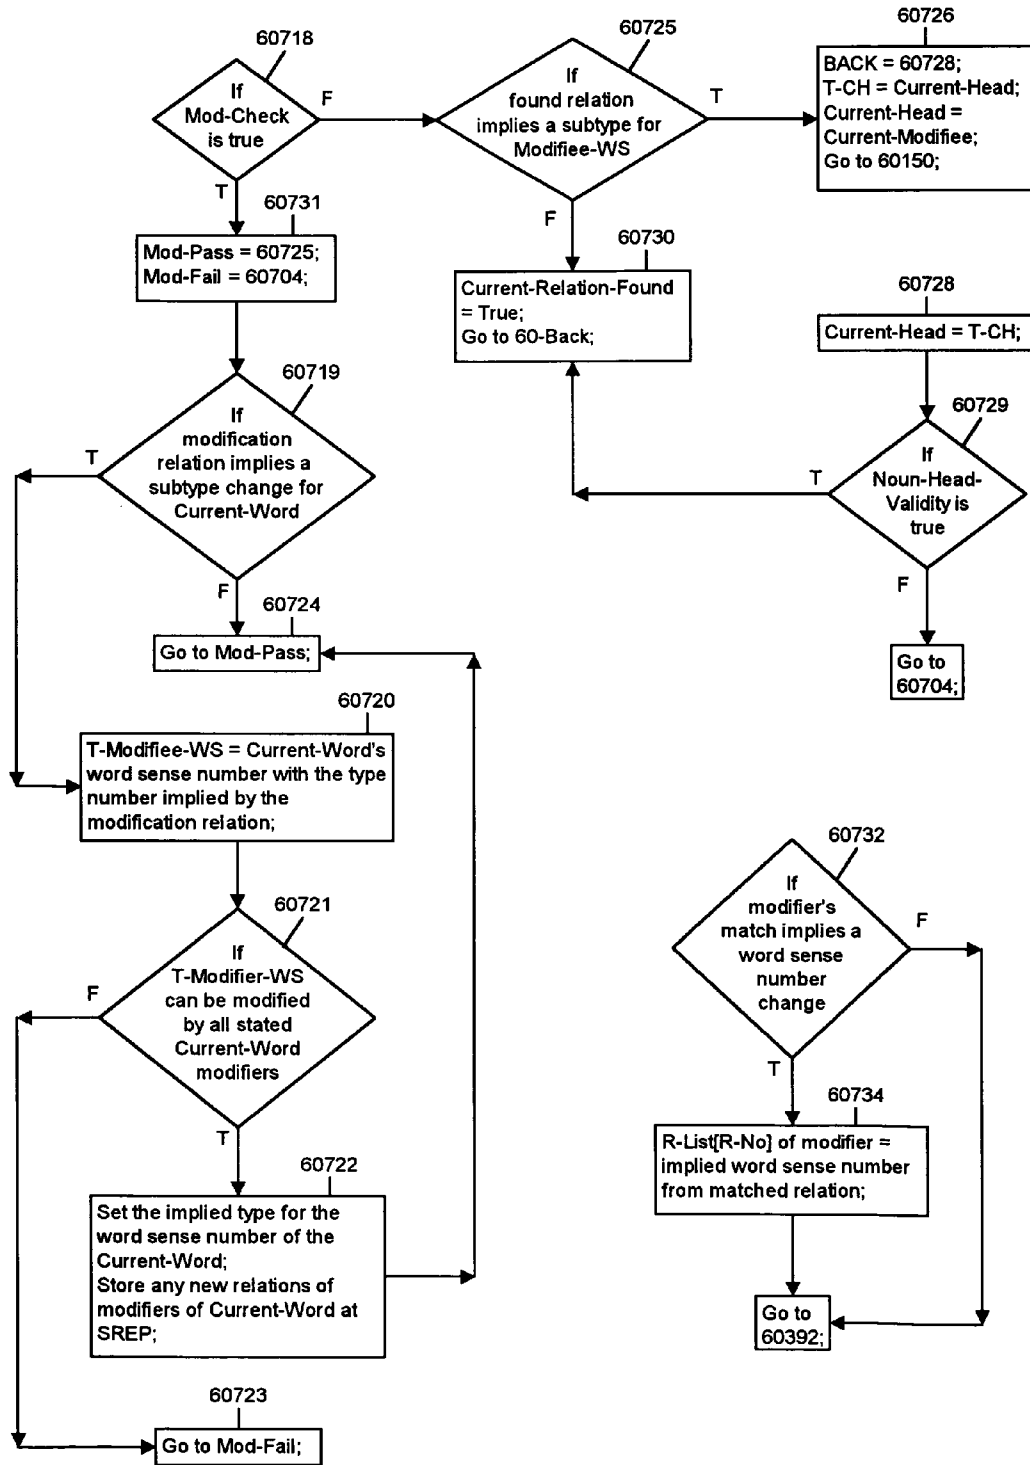 60718
If
Mod-Check
is true
F
T
60725
If
found relation
implies a subtype for
Modifiee-WS
T
F
60726
BACK = 60728;
T-CH = Current-Head;
Current-Head =
Current-Modifiee;
Go to 60150;
60731
Mod-Pass = 60725;
Mod-Fail = 60704;
60730
Current-Relation-Found
= True;
Go to 60-Back;
60728
Current-Head = T-CH;
60719
If
modification
relation implies a
subtype change for
Current-Word
T
F
60729
If
Noun-Head-
Validity is
true
T
F
60724
Go to Mod-Pass;
Go to
60704;
60720
T-Modifiee-WS = Current-Word's
word sense number with the type
number implied by the
modification relation;
60721
If
T-Modifier-WS
can be modified
by all stated
Current-Word
modifiers
F
T
60732
If
modifier's
match implies a
word sense
number
change
F
T
60734
R-List[R-No] of modifier =
implied word sense number
from matched relation;
60722
Set the implied type for the
word sense number of the
Current-Word;
Store any new relations of
modifiers of Current-Word at
SREP;
Go to
60392;
60723
Go to Mod-Fail;